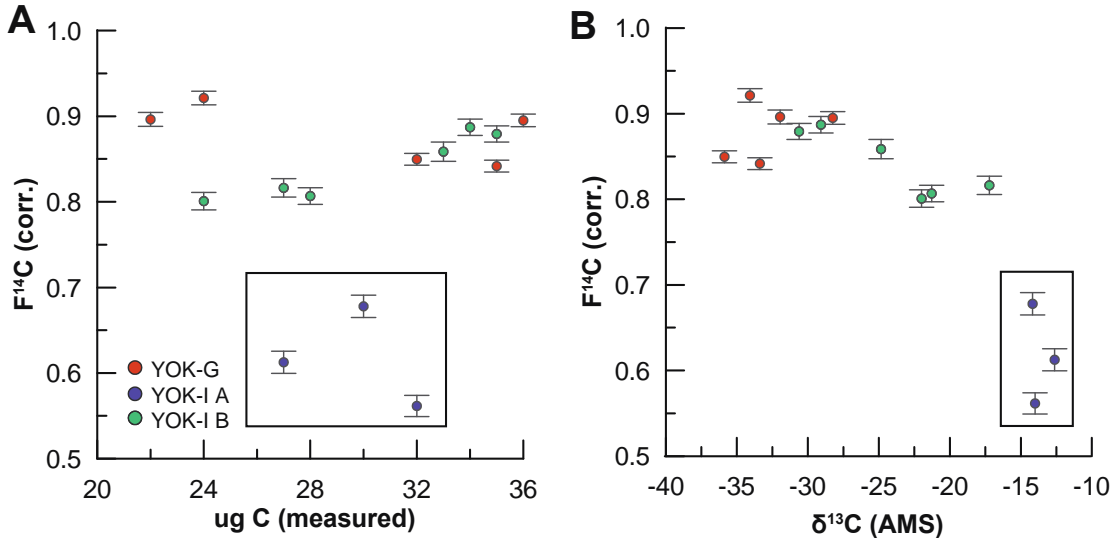 A
1.0
0.9
0.8
0.7
0.6
0.5
F¹⁴C (corr.)
YOK-G
YOK-I A
YOK-I B
20 24 28 32 36
ug C (measured)
B
1.0
0.9
0.8
0.7
0.6
0.5
F¹⁴C (corr.)
-40 -35 -30 -25 -20 -15 -10
δ¹³C (AMS)